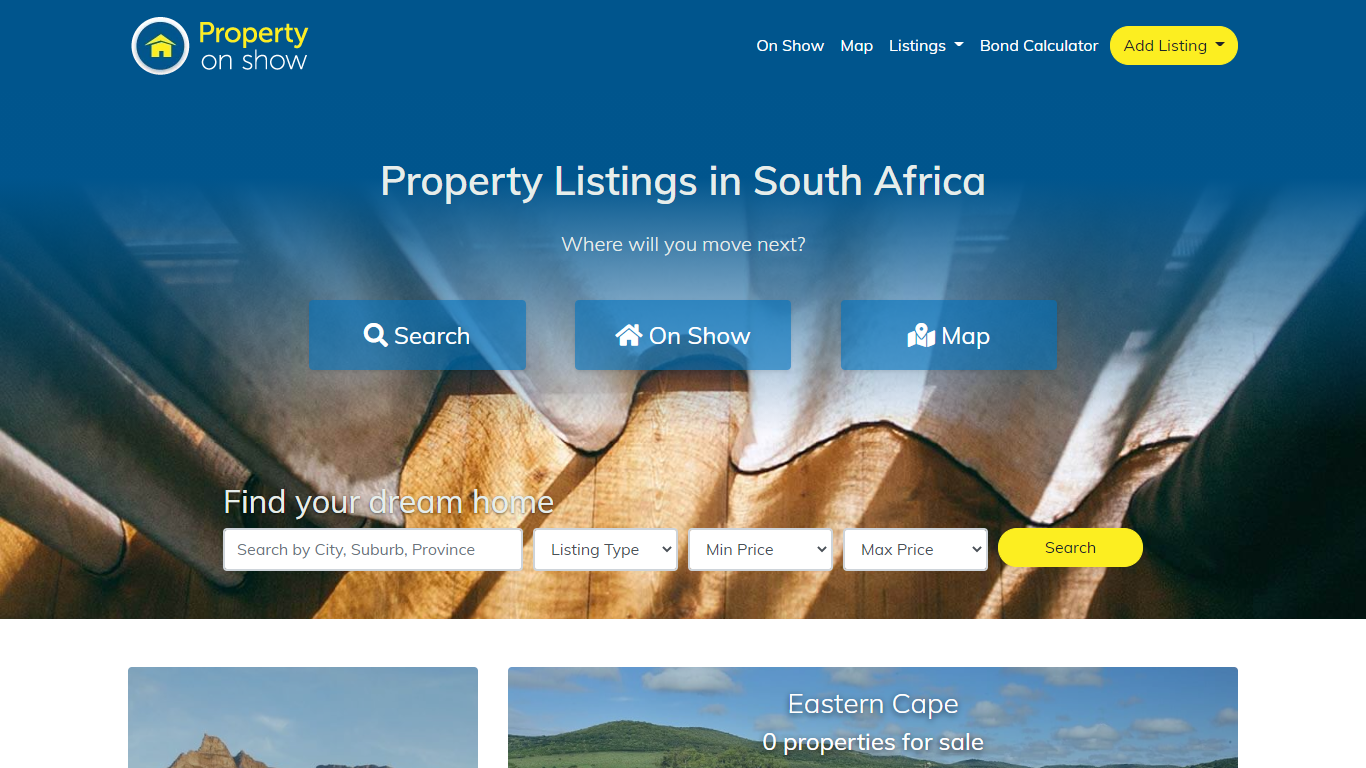 Property
on show
On Show
Map
Listings
Bond Calculator
Add Listing
Property Listings in South Africa
Where will you move next?
Search
On Show
Map
Find your dream home
Search by City, Suburb, Province
Listing Type
Min Price
Max Price
Search
Eastern Cape
0 properties for sale